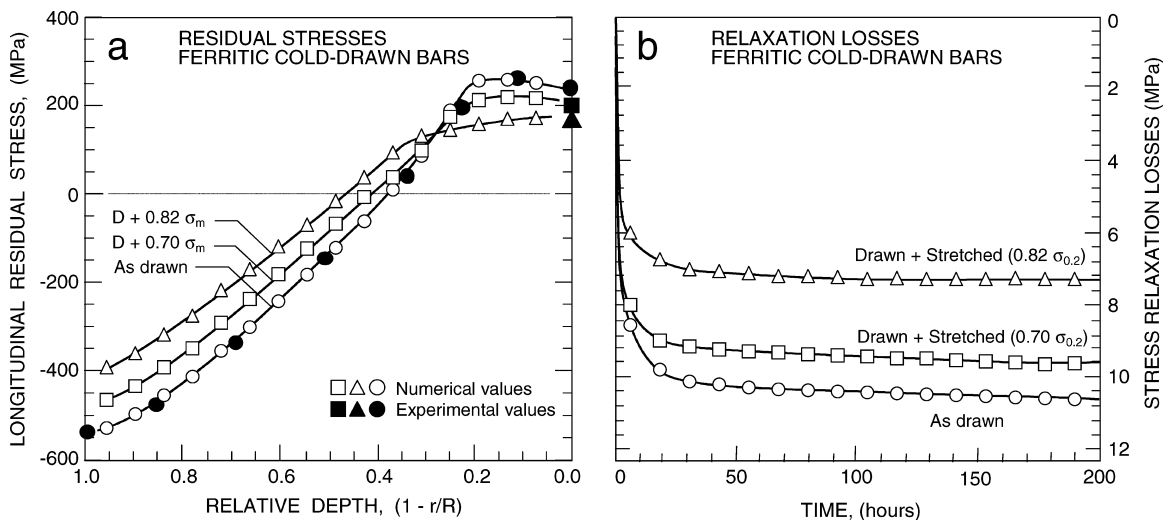 a
RESIDUAL STRESSES
FERRITIC COLD-DRAWN BARS
LONGITUDINAL RESIDUAL STRESS, (MPa)
400
200
0
-200
-400
-600
D + 0.82 σm
D + 0.70 σm
As drawn
Numerical values
Experimental values
1.0
0.8
0.6
0.4
0.2
0.0
RELATIVE DEPTH, (1 - r/R)
b
RELAXATION LOSSES
FERRITIC COLD-DRAWN BARS
0
2
4
6
8
10
12
STRESS RELAXATION LOSSES (MPa)
Drawn + Stretched (0.82 σ0.2)
Drawn + Stretched (0.70 σ0.2)
As drawn
0
50
100
150
200
TIME, (hours)